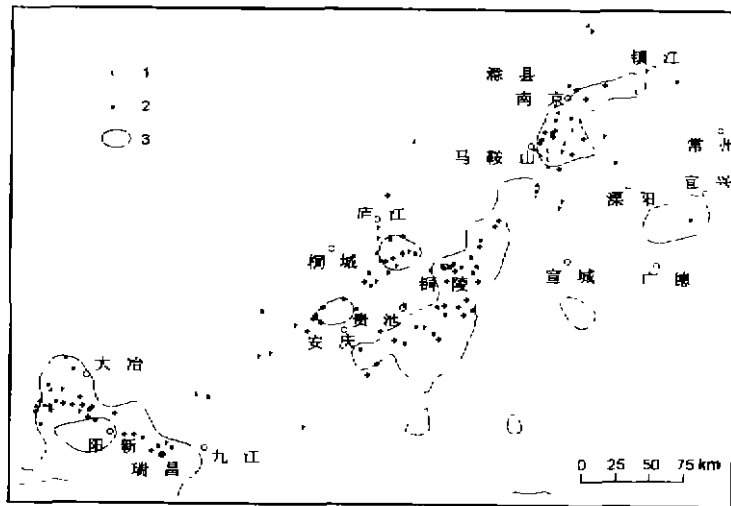 镇 江
滁 县
1
南 京
2
3
常 州
马 鞍 山
宜 兴
溧 阳
庐 江
桐 城
铜 陵
宣 城
广 德
贵 池
安 庆
大 冶
阳 新
九 江
瑞 昌
0 25 50 75 km